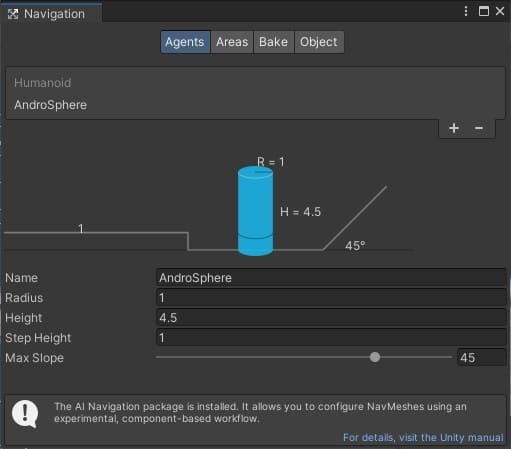 Navigation
Agents Areas Bake Object
Humanoid
AndroSphere
+ −
R = 1
H = 4.5
1
45°
Name AndroSphere
Radius 1
Height 4.5
Step Height 1
Max Slope 45
The AI Navigation package is installed. It allows you to configure NavMeshes using an
experimental, component-based workflow.
For details, visit the Unity manual